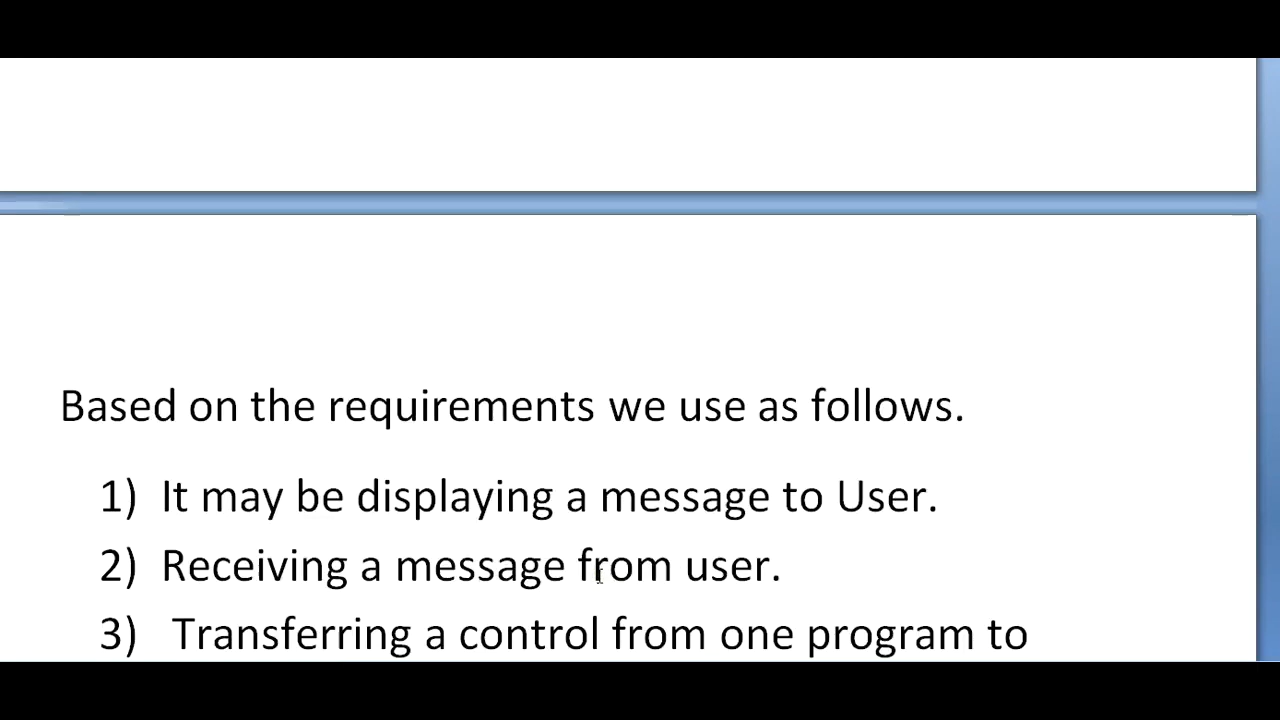 Based on the requirements we use as follows.
1) It may be displaying a message to User.
2) Receiving a message from user.
3) Transferring a control from one program to